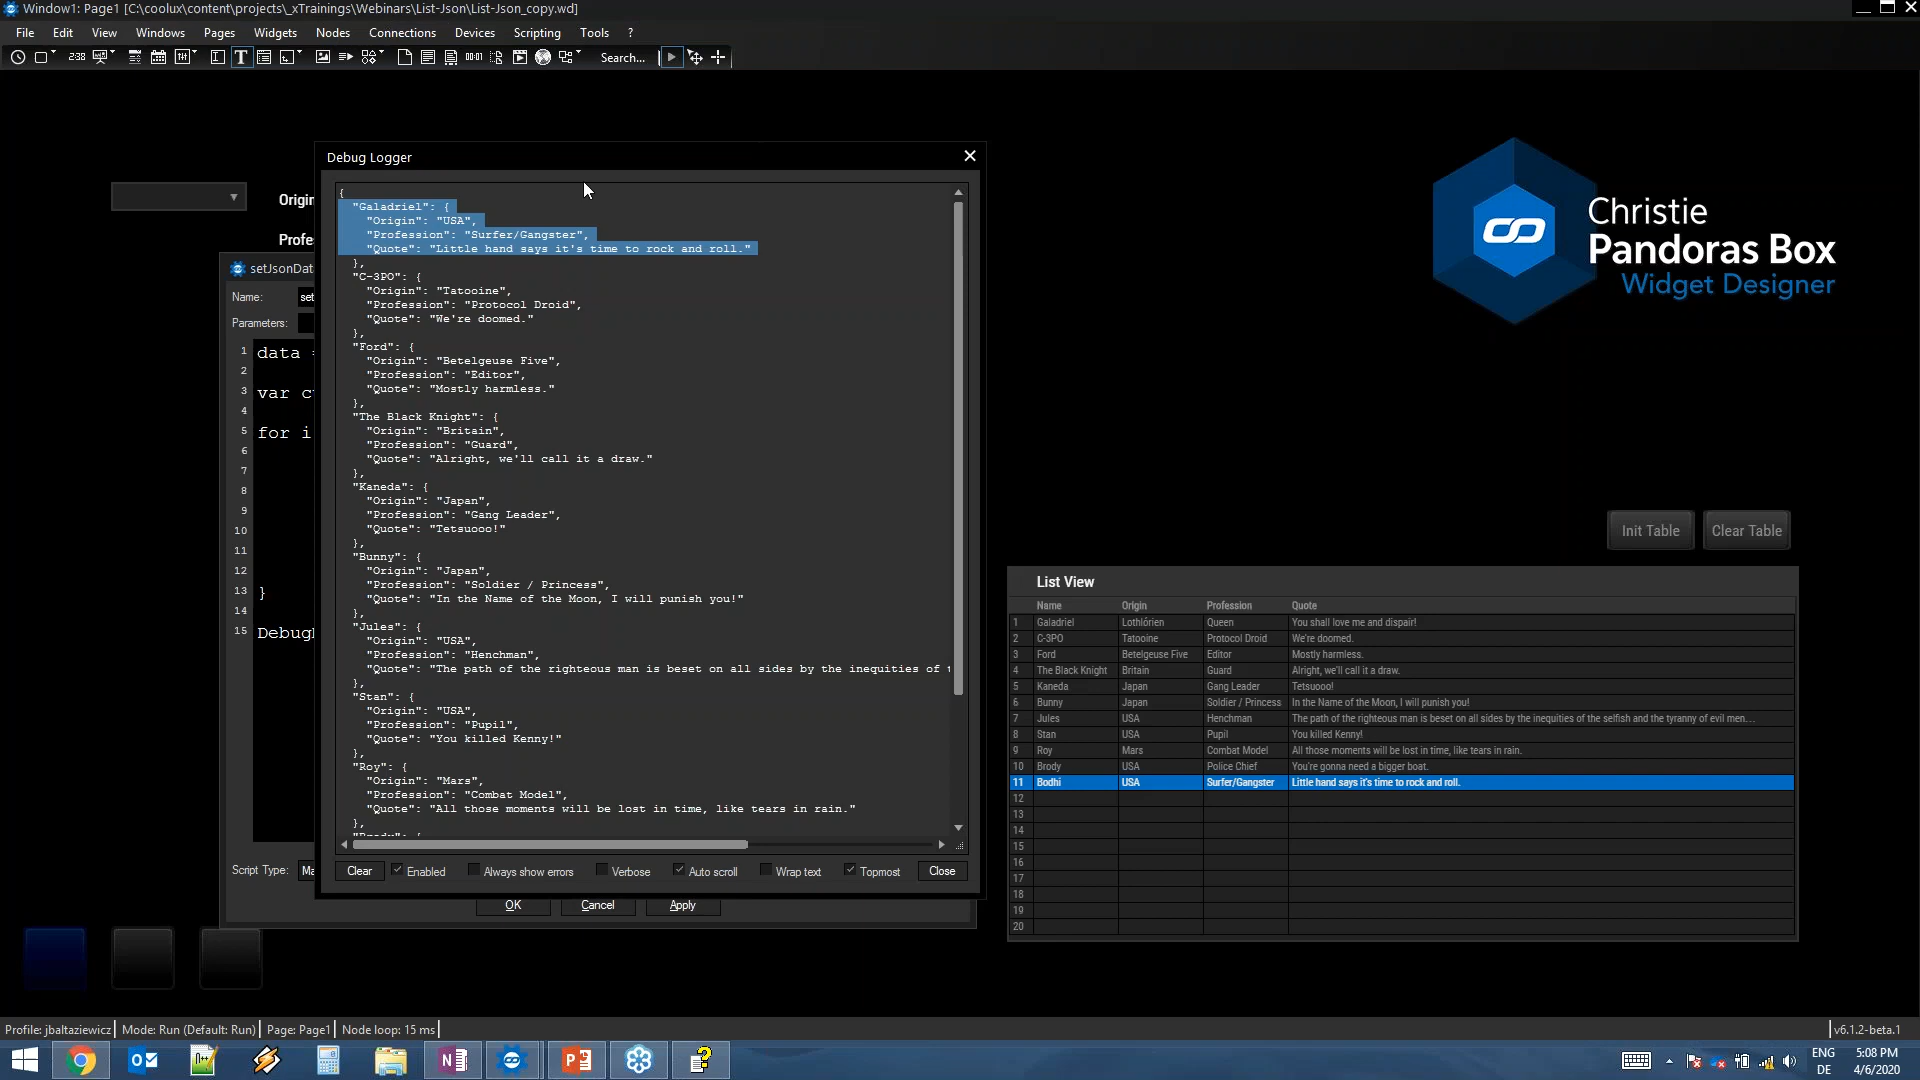 Window1: Page1 [C:\coolux\content\projects\_xTrainings\Webinars\List-Json\List-Json_copy.wd]
File Edit View Windows Pages Widgets Nodes Connections Devices Scripting Tools ?
Search...
Debug Logger
Origin
Profe
setJsonDat
Name: set
Parameters:
1 data
2
3 var c
4
5 for i
6
7
8
9
10
11
12
13 }
14
15 Debug
{
"Galadriel": {
"Origin": "USA",
"Profession": "Surfer/Gangster",
"Quote": "Little hand says it's time to rock and roll."
},
"C-3PO": {
"Origin": "Tatooine",
"Profession": "Protocol Droid",
"Quote": "We're doomed."
},
"Ford": {
"Origin": "Betelgeuse Five",
"Profession": "Editor",
"Quote": "Mostly harmless."
},
"The Black Knight": {
"Origin": "Britain",
"Profession": "Guard",
"Quote": "Alright, we'll call it a draw."
},
"Kaneda": {
"Origin": "Japan",
"Profession": "Gang Leader",
"Quote": "Tetsuooo!"
},
"Bunny": {
"Origin": "Japan",
"Profession": "Soldier / Princess",
"Quote": "In the Name of the Moon, I will punish you!"
},
"Jules": {
"Origin": "USA",
"Profession": "Henchman",
"Quote": "The path of the righteous man is beset on all sides by the inequities of t
},
"Stan": {
"Origin": "USA",
"Profession": "Pupil",
"Quote": "You killed Kenny!"
},
"Roy": {
"Origin": "Mars",
"Profession": "Combat Model",
"Quote": "All those moments will be lost in time, like tears in rain."
},
Clear Enabled Always show errors Verbose Auto scroll Wrap text Topmost Close
Script Type: Ma
OK Cancel Apply
Christie
Pandoras Box
Widget Designer
Init Table Clear Table
List View
Name Origin Profession Quote
1 Galadriel Lothlórien Queen You shall love me and dispair!
2 C-3PO Tatooine Protocol Droid We're doomed.
3 Ford Betelgeuse Five Editor Mostly harmless.
4 The Black Knight Britain Guard Alright, we'll call it a draw.
5 Kaneda Japan Gang Leader Tetsuooo!
6 Bunny Japan Soldier / Princess In the Name of the Moon, I will punish you!
7 Jules USA Henchman The path of the righteous man is beset on all sides by the inequities of the selfish and the tyranny of evil men...
8 Stan USA Pupil You killed Kenny!
9 Roy Mars Combat Model All those moments will be lost in time, like tears in rain.
10 Brody USA Police Chief You're gonna need a bigger boat.
11 Bodhi USA Surfer/Gangster Little hand says it's time to rock and roll.
12
13
14
15
16
17
18
19
20
Profile: jbaltaziewicz Mode: Run (Default: Run) Page: Page1 Node loop: 15 ms v6.1.2-beta.1
ENG 5:08 PM
DE 4/6/2020